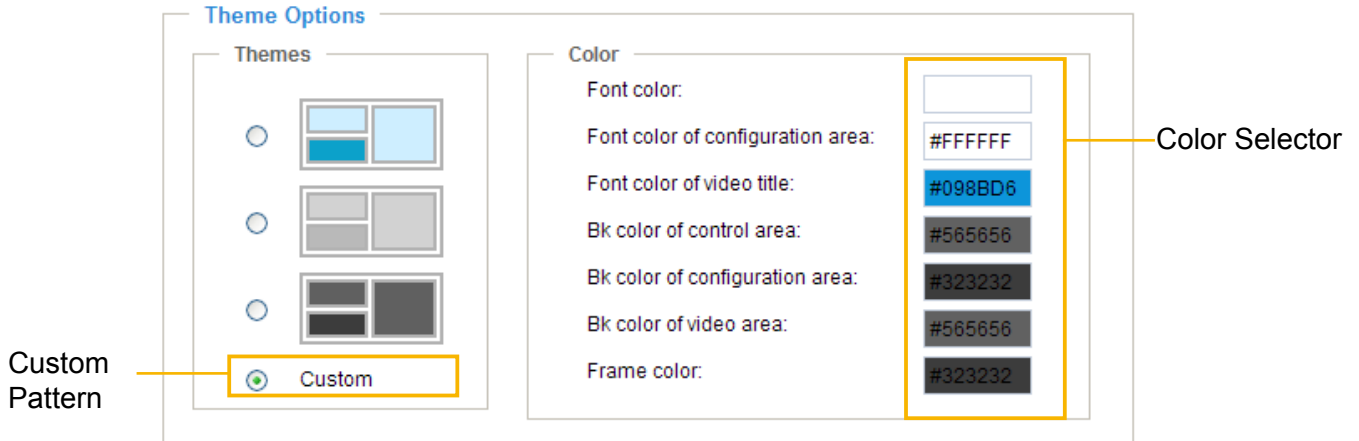 Theme Options
Themes
Color
Font color:
Font color of configuration area: #FFFFFF
Color Selector
Font color of video title: #098BD6
Bk color of control area: #565656
Bk color of configuration area: #323232
Bk color of video area: #565656
Frame color: #323232
Custom
Pattern
Custom